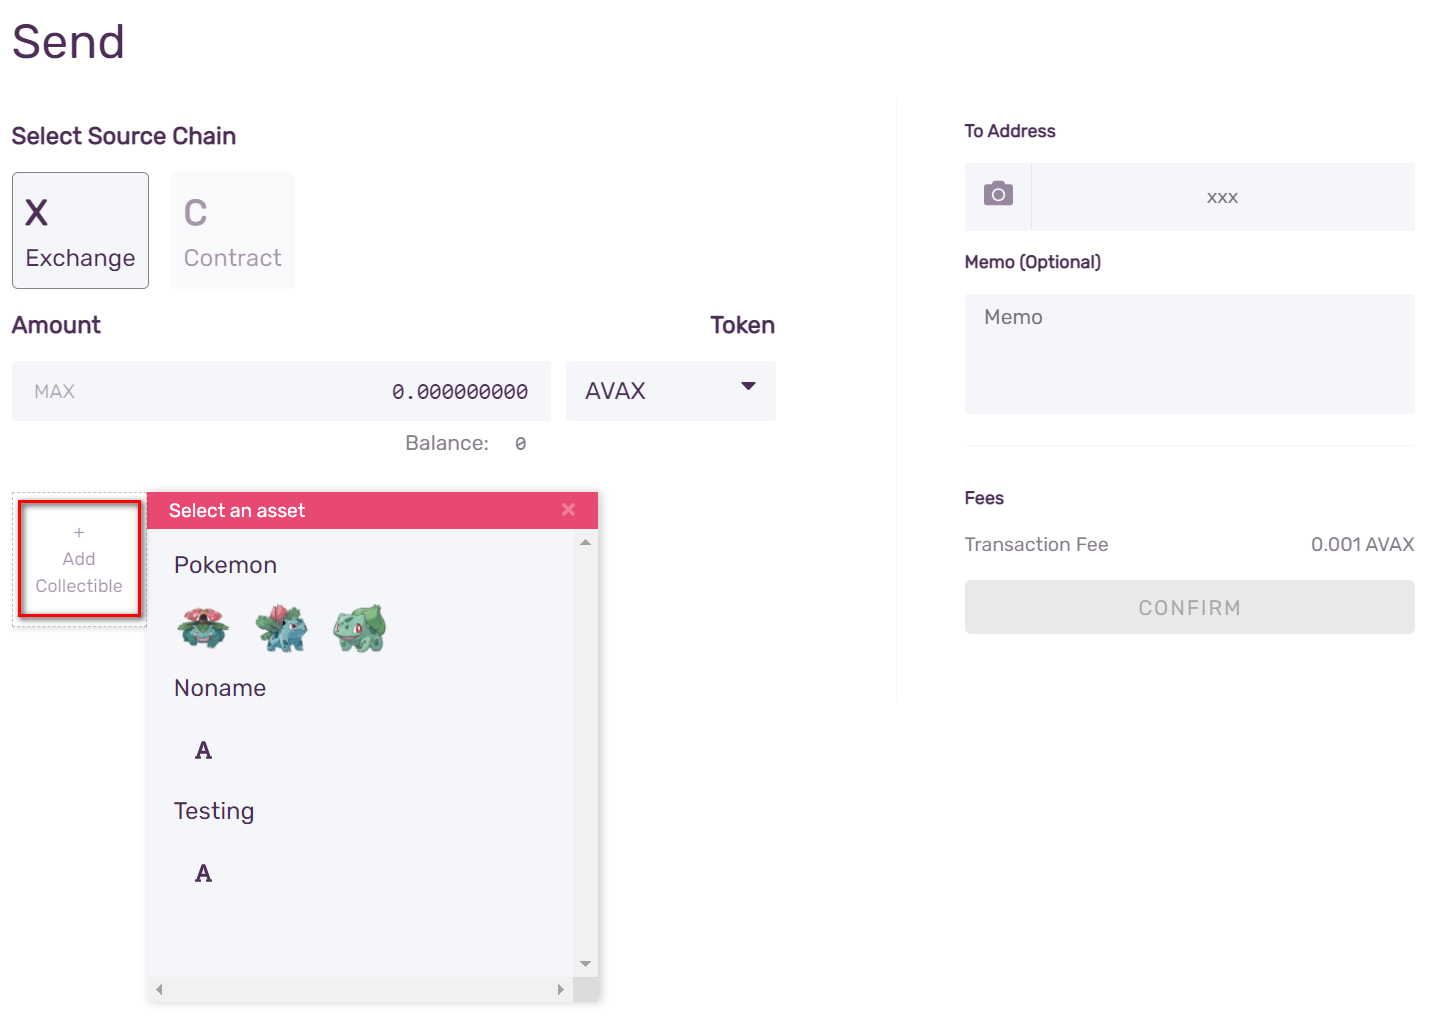 Send
Select Source Chain
X
Exchange
C
Contract
Amount
Token
MAX
0.000000000
AVAX
Balance: 0
+
Add
Collectible
Select an asset
×
Pokemon
Noname
A
Testing
A
To Address
xxx
Memo (Optional)
Memo
Fees
Transaction Fee
0.001 AVAX
CONFIRM